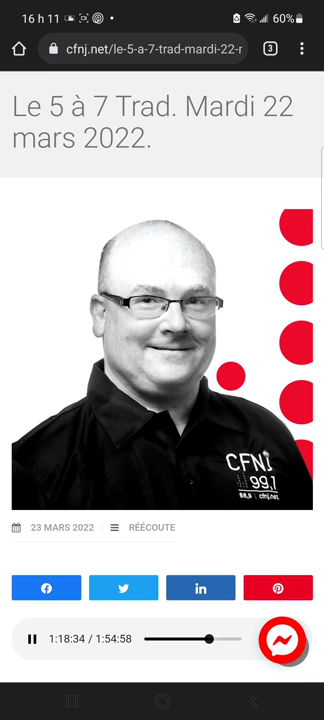 16 h 11
60%
cfnj.net/le-5-a-7-trad-mardi-22-r
3
Le 5 à 7 Trad. Mardi 22
mars 2022.
CFNJ
99,1
88,9 | cfnj.net
23 MARS 2022
RÉÉCOUTE
1:18:34 / 1:54:58